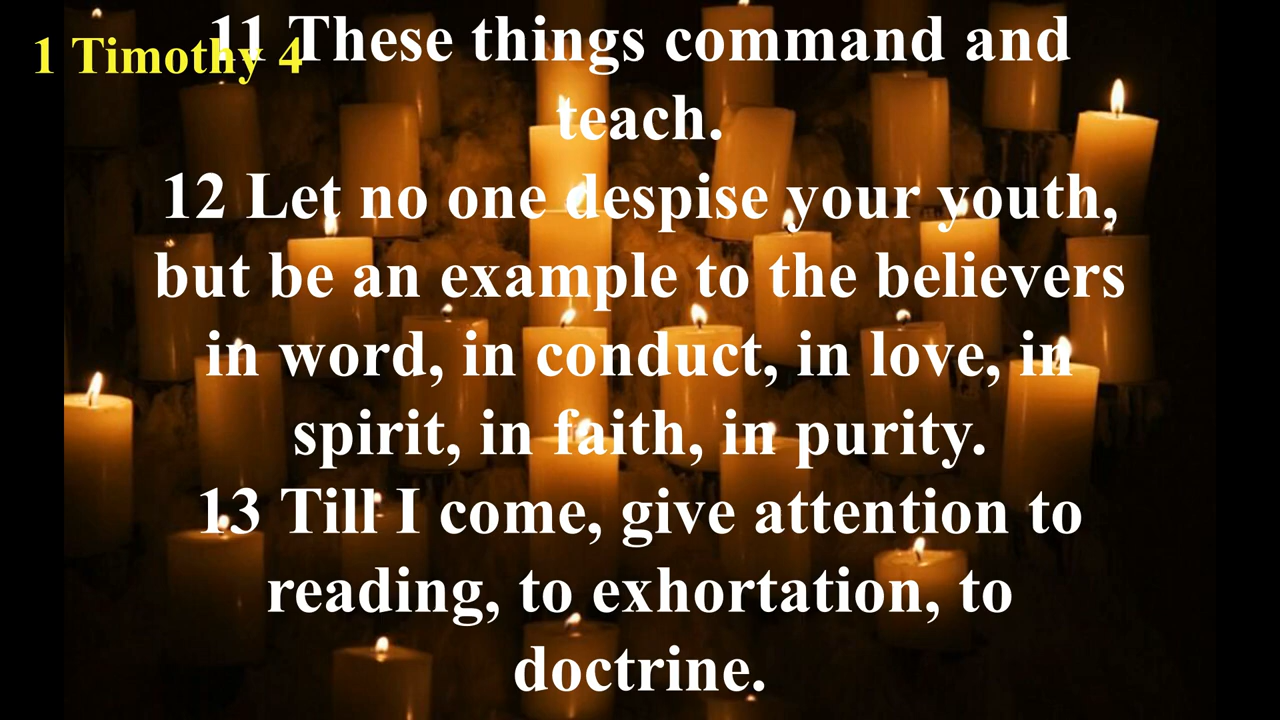 1 Timothy 4
11 These things command and
teach.
12 Let no one despise your youth,
but be an example to the believers
in word, in conduct, in love, in
spirit, in faith, in purity.
13 Till I come, give attention to
reading, to exhortation, to
doctrine.